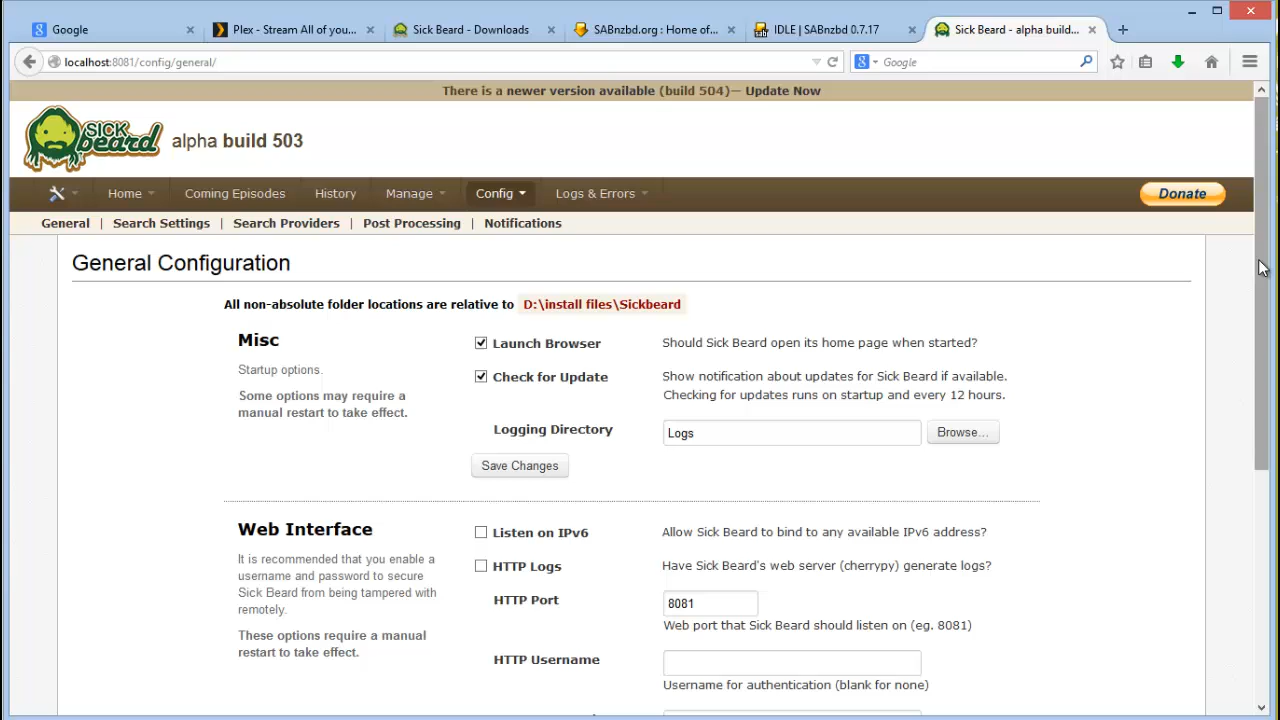 Google
Plex - Stream All of you...
Sick Beard - Downloads
SABnzbd.org : Home of...
IDLE | SABnzbd 0.7.17
Sick Beard - alpha build...
localhost:8081/config/general/
Google
There is a newer version available (build 504)— Update Now
SICK beard
alpha build 503
Home
Coming Episodes
History
Manage
Config
Logs & Errors
Donate
General | Search Settings | Search Providers | Post Processing | Notifications
General Configuration
All non-absolute folder locations are relative to D:\install files\Sickbeard
Misc
Startup options.
Some options may require a
manual restart to take effect.
Launch Browser
Should Sick Beard open its home page when started?
Check for Update
Show notification about updates for Sick Beard if available.
Checking for updates runs on startup and every 12 hours.
Logging Directory
Logs
Browse...
Save Changes
Web Interface
It is recommended that you enable a
username and password to secure
Sick Beard from being tampered with
remotely.
These options require a manual
restart to take effect.
Listen on IPv6
Allow Sick Beard to bind to any available IPv6 address?
HTTP Logs
Have Sick Beard's web server (cherrypy) generate logs?
HTTP Port
8081
Web port that Sick Beard should listen on (eg. 8081)
HTTP Username
Username for authentication (blank for none)